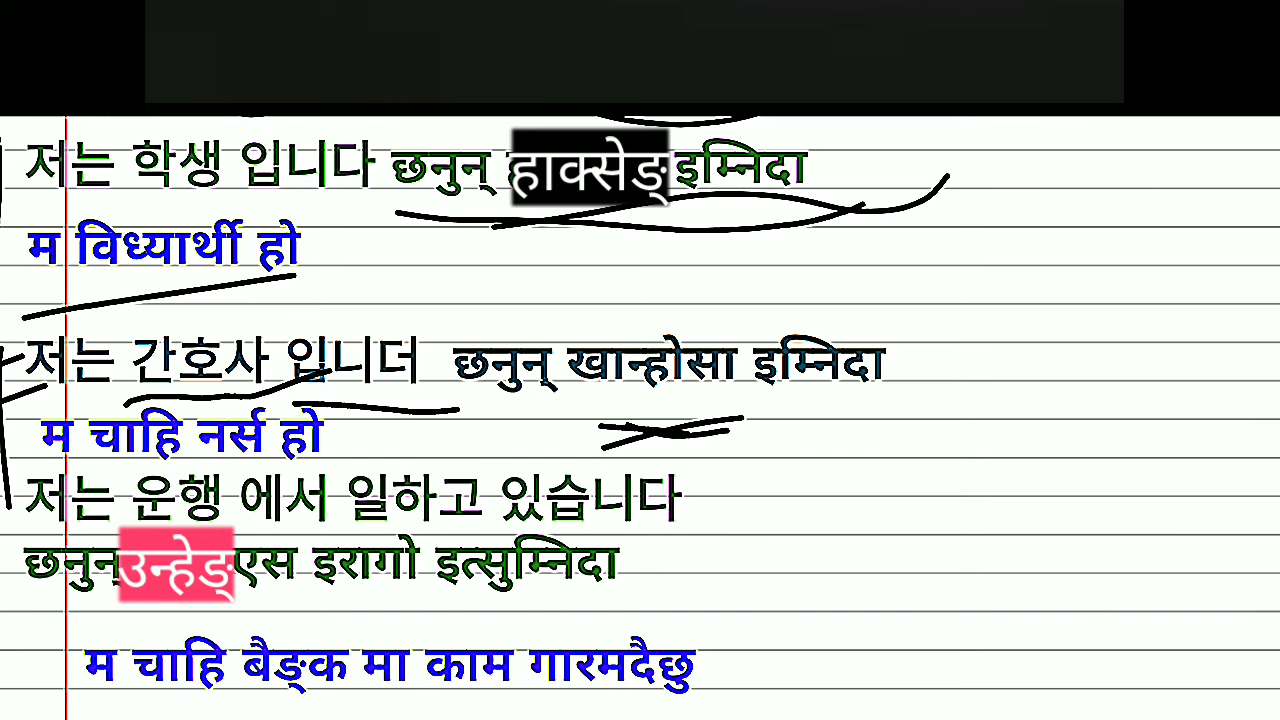 저는 학생 입니다 छनुन् हाक्सेङ् इम्निदा
म विध्यार्थी हो
저는 간호사 입니더 छनुन् खान्होसा इम्निदा
म चाहि नर्स हो
저는 운행 에서 일하고 있습니다
छनुन् उन्हेङ् एस इरागो इत्सुम्निदा
म चाहि बैङ्क मा काम गारमदैछु